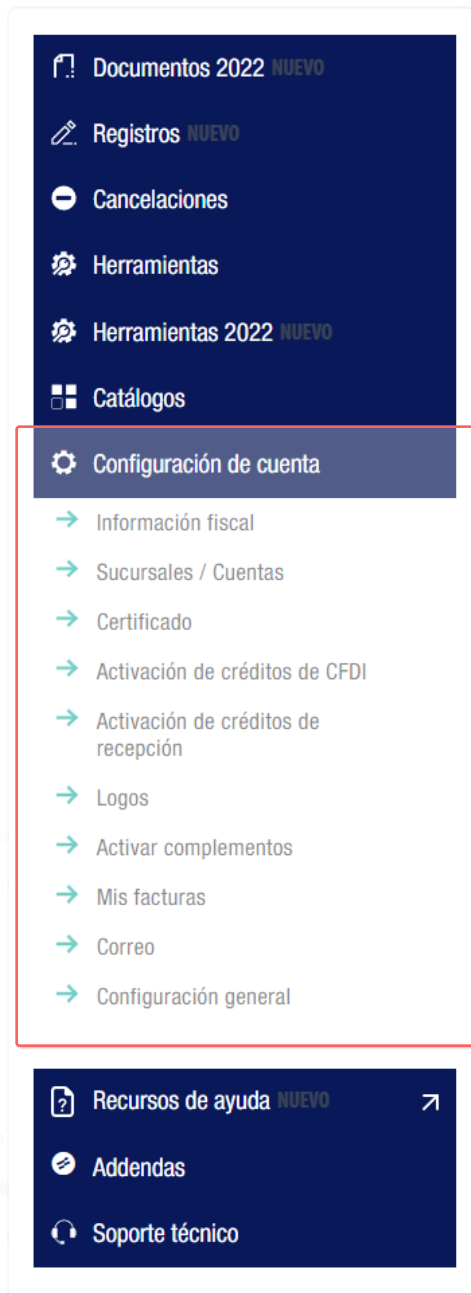 Documentos 2022 NUEVO
Registros NUEVO
Cancelaciones
Herramientas
Herramientas 2022 NUEVO
Catálogos
Configuración de cuenta
Información fiscal
Sucursales / Cuentas
Certificado
Activación de créditos de CFDI
Activación de créditos de
recepción
Logos
Activar complementos
Mis facturas
Correo
Configuración general
Recursos de ayuda NUEVO
Addendas
Soporte técnico